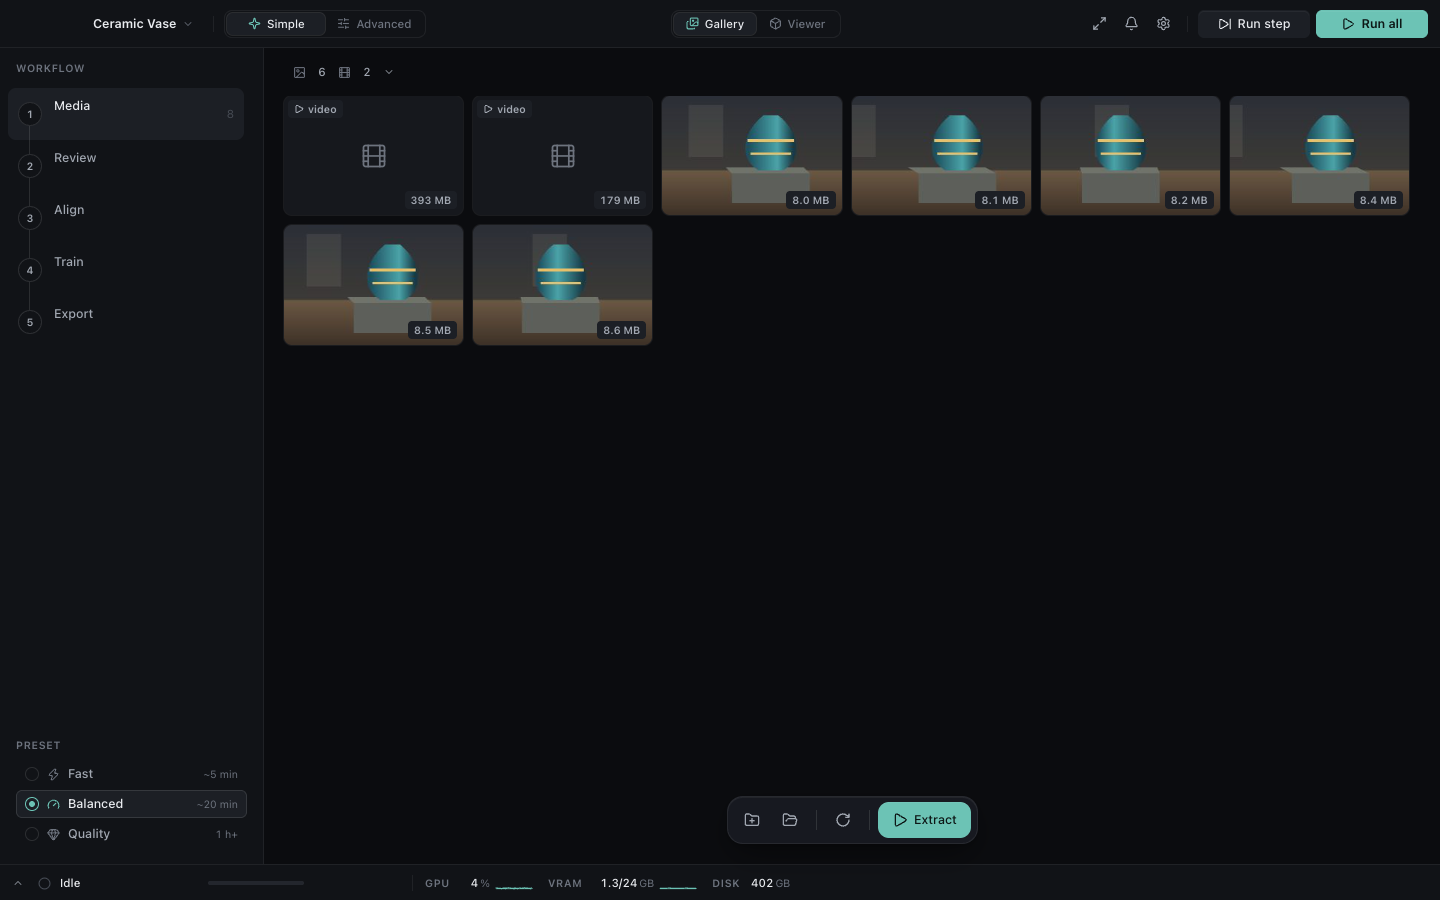 Ceramic Vase
Simple
Advanced
Gallery
Viewer
Run step
Run all
WORKFLOW
1
Media
8
2
Review
3
Align
4
Train
5
Export
6
2
video
393 MB
video
179 MB
8.0 MB
8.1 MB
8.2 MB
8.4 MB
8.5 MB
8.6 MB
PRESET
Fast
~5 min
Balanced
~20 min
Quality
1 h+
Extract
Idle
GPU 4 %
VRAM 1.3/24 GB
DISK 402 GB